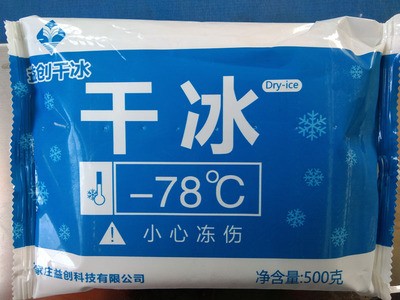 益创干冰
干冰
Dry-ice
–78℃
小心冻伤
家庄益创科技有限公司
净含量:500克